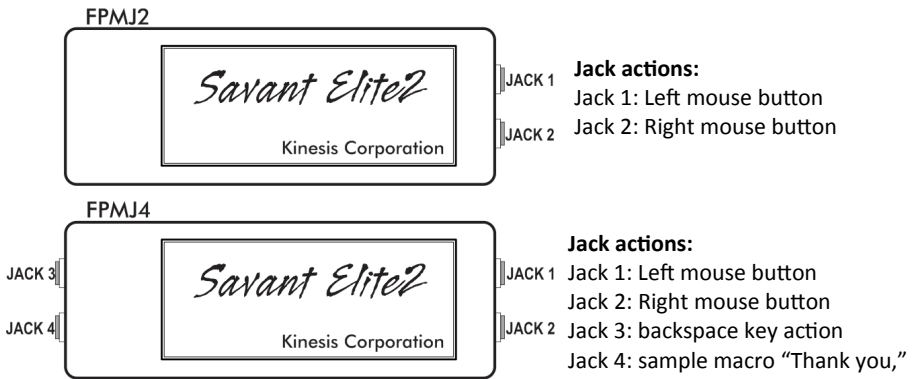 FPMJ2
Savant Elite2
Kinesis Corporation
JACK 1
JACK 2
Jack actions:
Jack 1: Left mouse button
Jack 2: Right mouse button
FPMJ4
JACK 3
JACK 4
Savant Elite2
Kinesis Corporation
JACK 1
JACK 2
Jack actions:
Jack 1: Left mouse button
Jack 2: Right mouse button
Jack 3: backspace key action
Jack 4: sample macro “Thank you,”